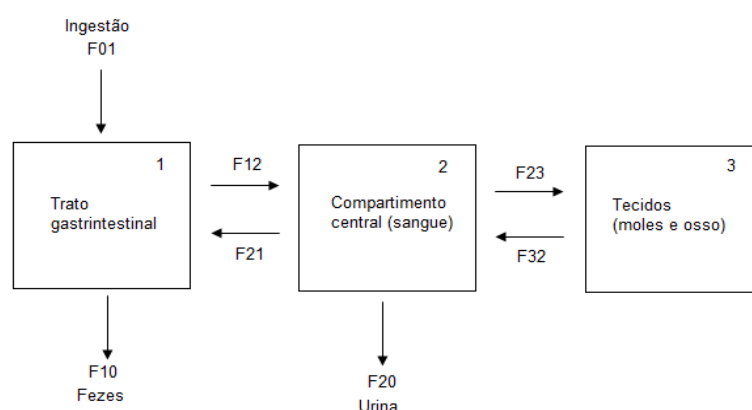 Ingestão
F01
1
Trato
gastrintestinal
F12
F21
2
Compartimento
central (sangue)
F23
F32
3
Tecidos
(moles e osso)
F10
Fezes
F20
Urina